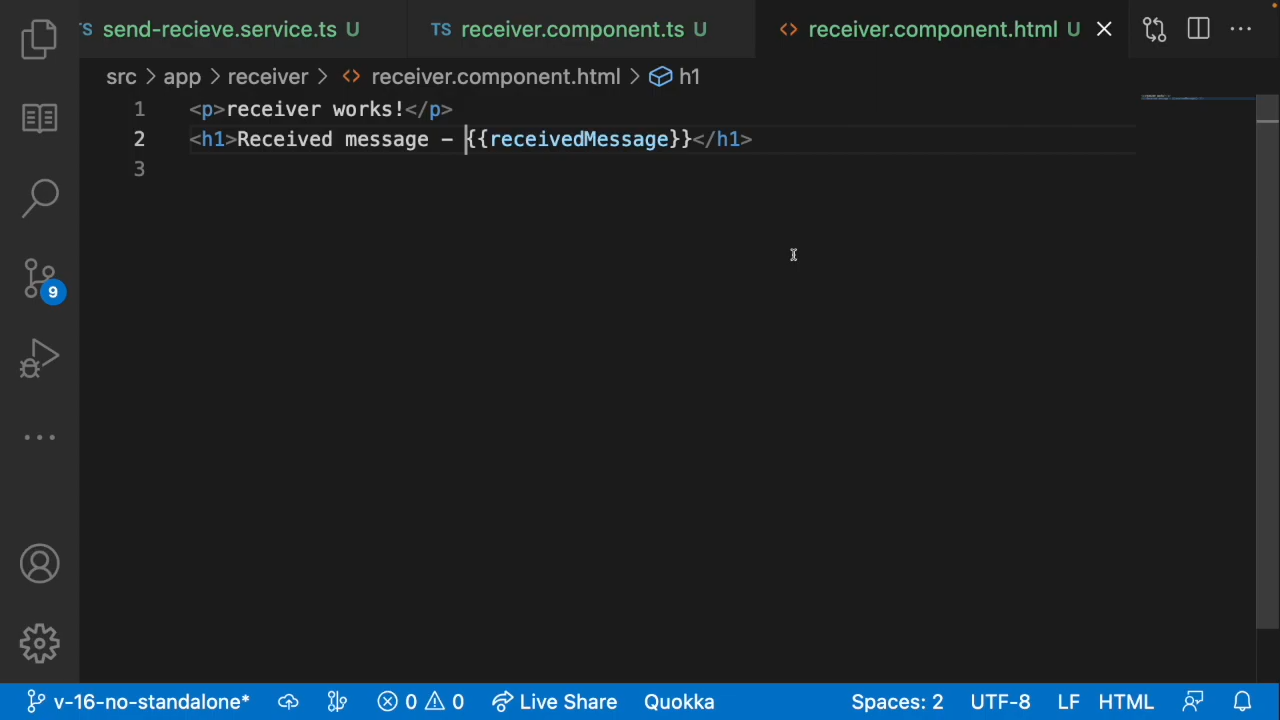 TS send-recieve.service.ts U TS receiver.component.ts U <> receiver.component.html U
src > app > receiver > <> receiver.component.html > h1
1 <p>receiver works!</p>
2 <h1>Received message - {{receivedMessage}}</h1>
3
9
v-16-no-standalone* 0 0 Live Share Quokka Spaces: 2 UTF-8 LF HTML